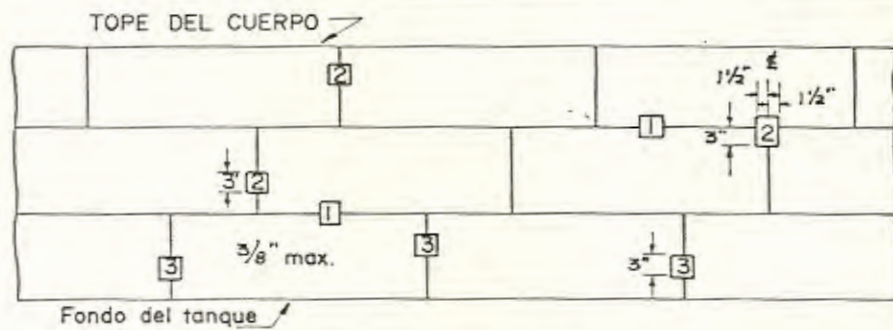 TOPE DEL CUERPO
2
1½" ⅊ 1½"
1
3" 2
3" 2
1
3
3/8" max.
3
3" 3
Fondo del tanque